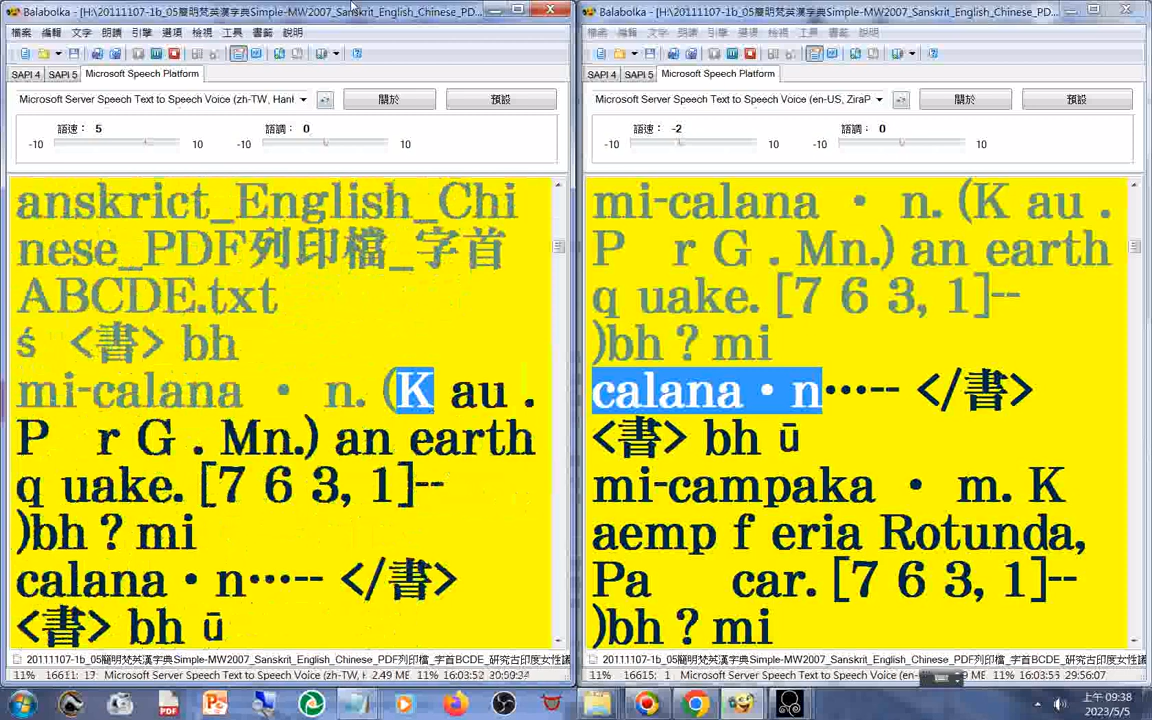 Balabolka - [H:\20111107-1b_05簡明梵英漢字典Simple-MW2007_Sanskrit_English_Chinese_PD...
檔案 編輯 文字 朗讀 引擎 選項 檢視 工具 書籤 說明
SAPI 4 SAPI 5 Microsoft Speech Platform
Microsoft Server Speech Text to Speech Voice (zh-TW, Hanl
關於 預設
語速： 5 語調： 0
-10 10 -10 10
anskrict_English_Chi
nese_PDF列印檔_字首
ABCDE.txt
ś <書> bh
mi-calana • n. (K au .
P r G . Mn.) an earth
q uake. [7 6 3, 1]--
)bh ? mi
calana • n…-- </書>
<書> bh ū
20111107-1b_05簡明梵英漢字典Simple-MW2007_Sanskrit_English_Chinese_PDF列印檔_字首BCDE_研究古印度女性議
11% 16611: 17 Microsoft Server Speech Text to Speech Voice (zh-TW, H 2.49 MB 11% 16:03:52 30:59:24
Balabolka - [H:\20111107-1b_05簡明梵英漢字典Simple-MW2007_Sanskrit_English_Chinese_PD...
檔案 編輯 文字 朗讀 引擎 選項 檢視 工具 書籤 說明
SAPI 4 SAPI 5 Microsoft Speech Platform
Microsoft Server Speech Text to Speech Voice (en-US, ZiraP
關於 預設
語速： -2 語調： 0
-10 10 -10 10
mi-calana • n. (K au .
P r G . Mn.) an earth
q uake. [7 6 3, 1]--
)bh ? mi
calana • n…-- </書>
<書> bh ū
mi-campaka • m. K
aemp f eria Rotunda,
Pa car. [7 6 3, 1]--
)bh ? mi
20111107-1b_05簡明梵英漢字典Simple-MW2007_Sanskrit_English_Chinese_PDF列印檔_字首BCDE_研究古印度女性議
11% 16615: 1 Microsoft Server Speech Text to Speech Voice (en-U MB 11% 16:03:53 29:56:07
上午 09:38
2023/5/5